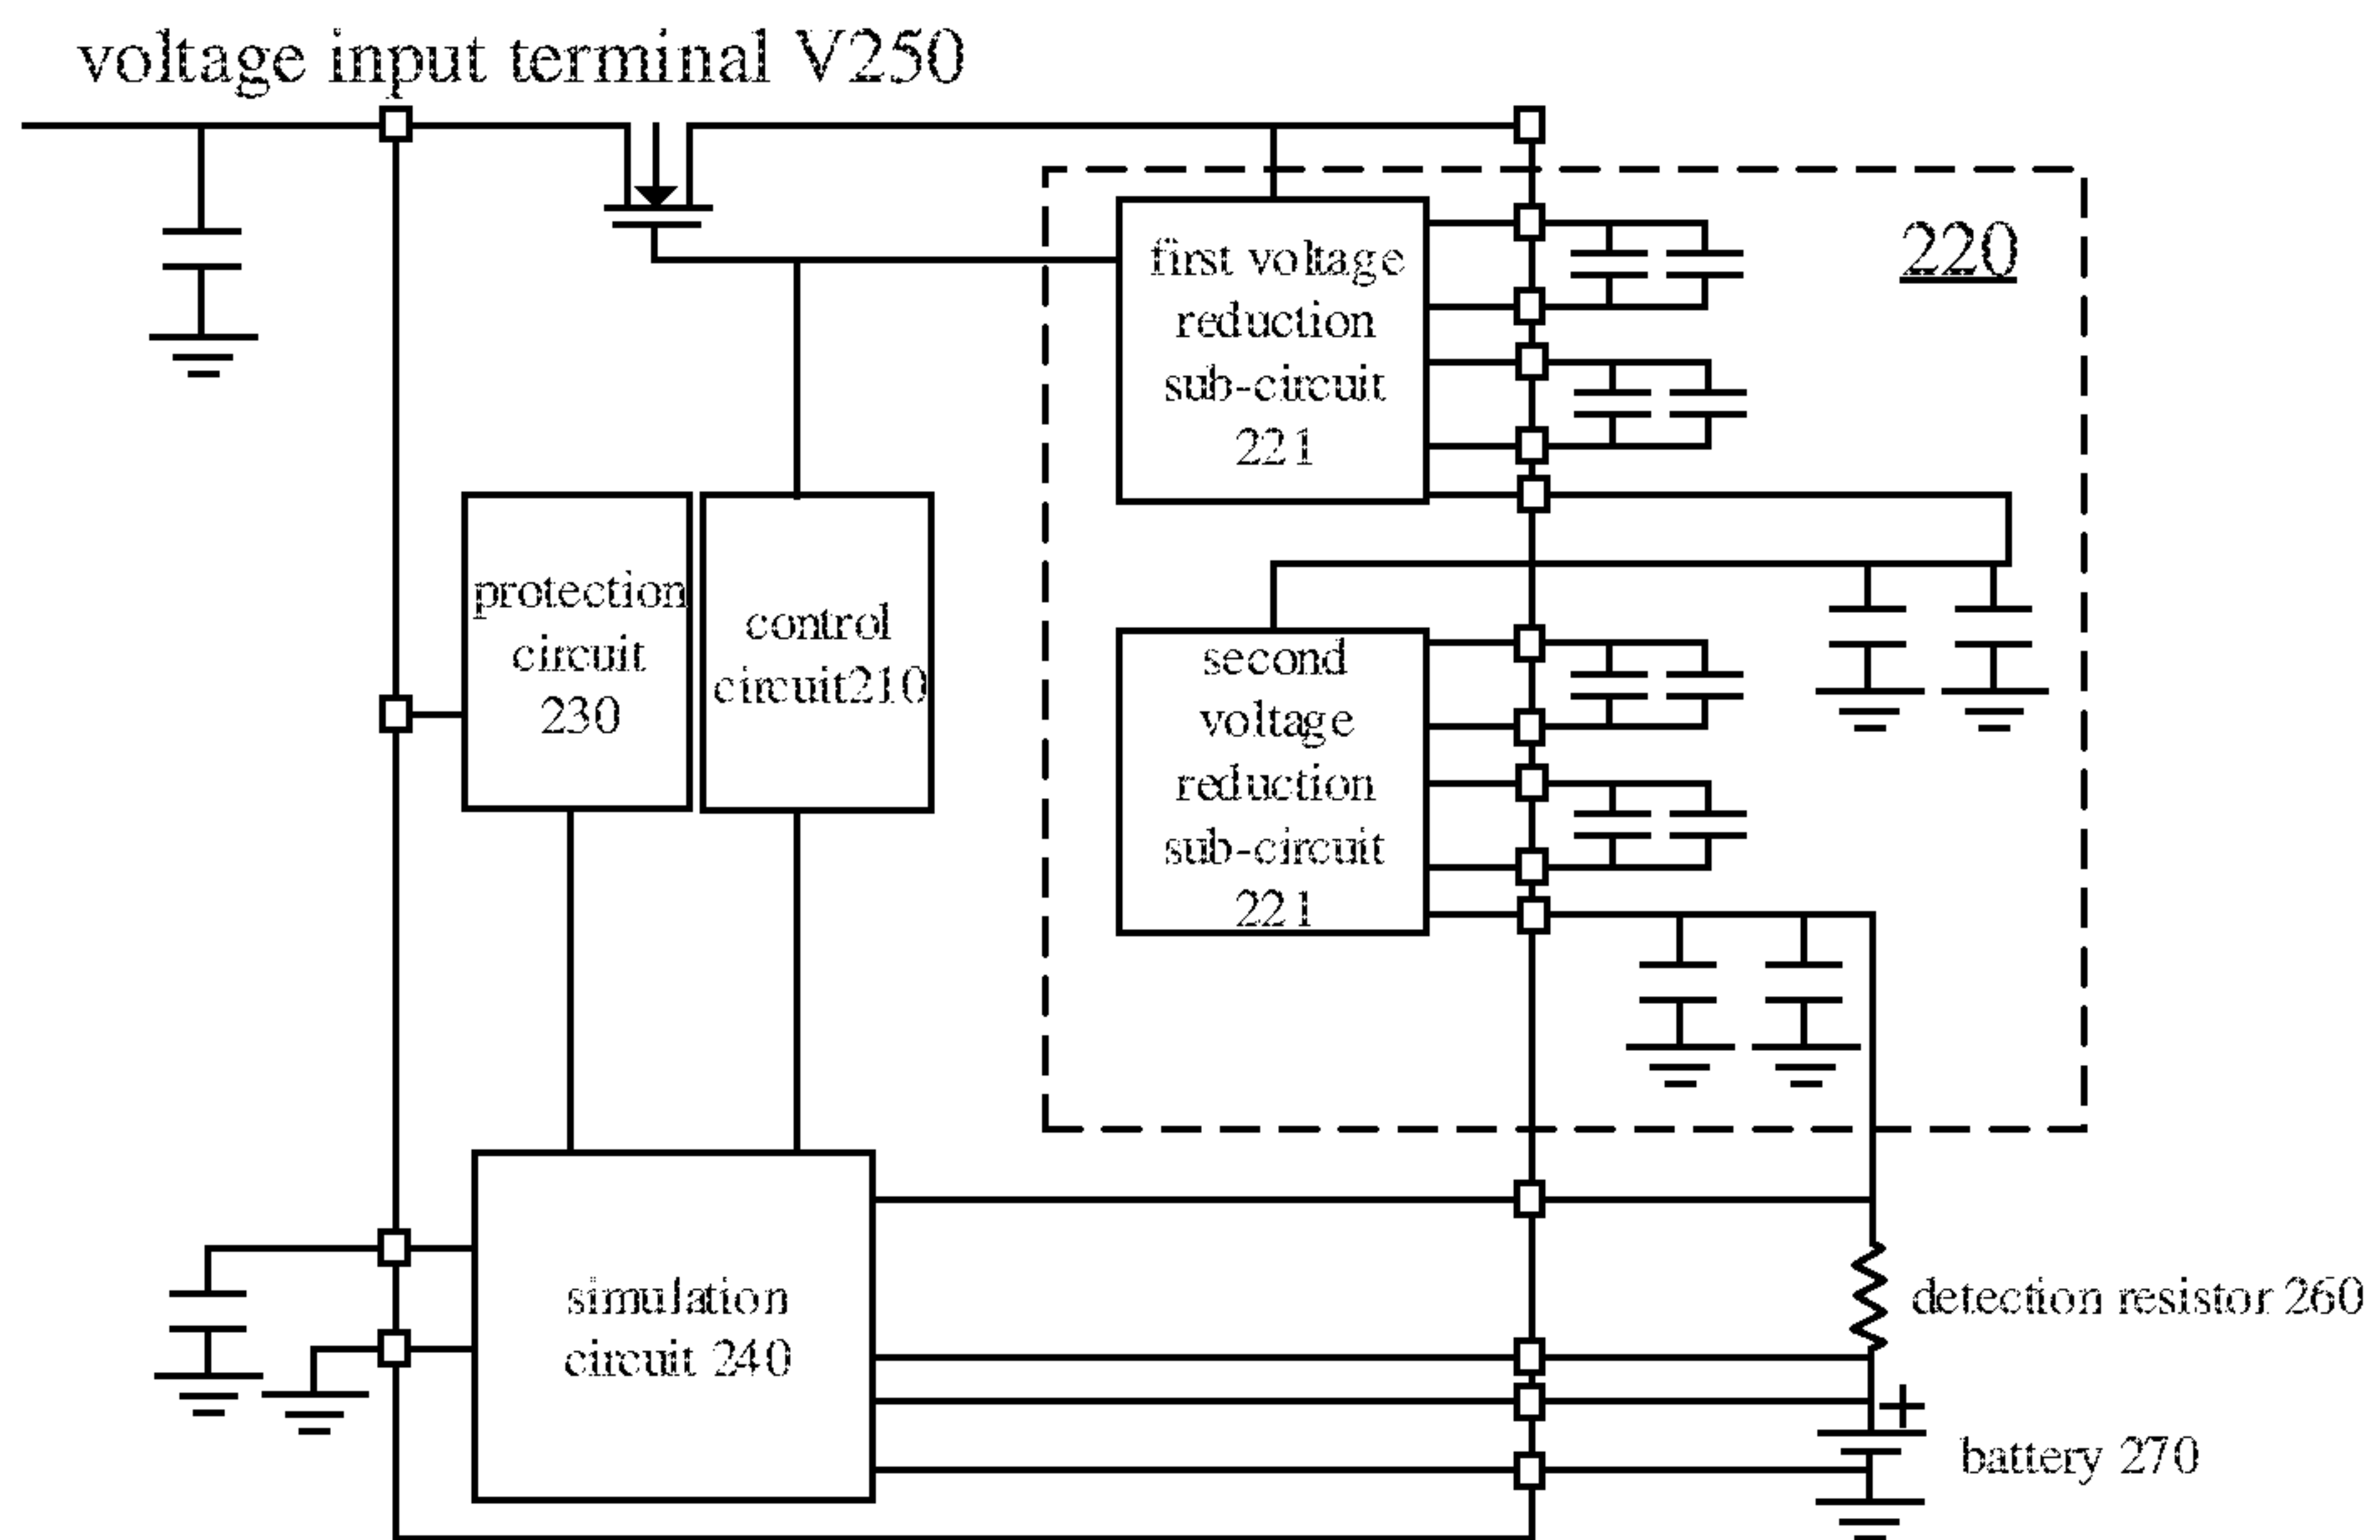 voltage input terminal V250
220
first voltage
reduction
sub-circuit
221
protection
circuit
230
control
circuit210
second
voltage
reduction
sub-circuit
221
simulation
circuit 240
detection resistor 260
+
battery 270